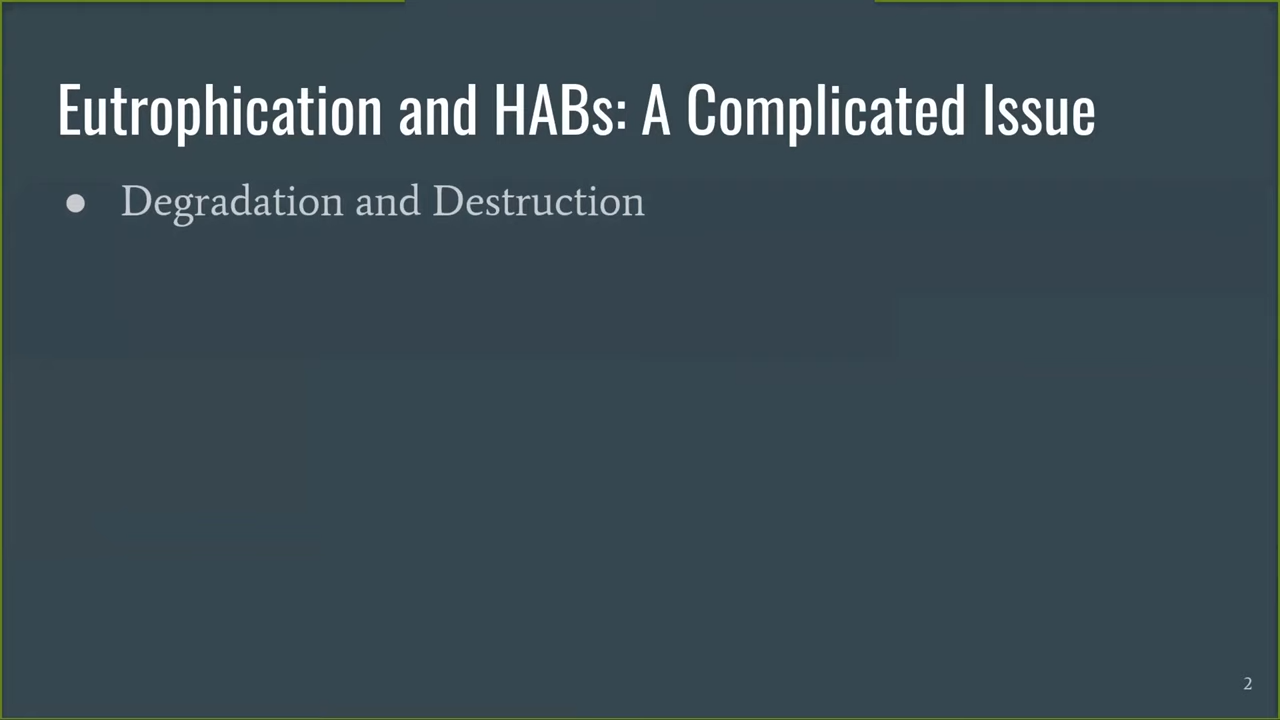 Eutrophication and HABs: A Complicated Issue
● Degradation and Destruction
2